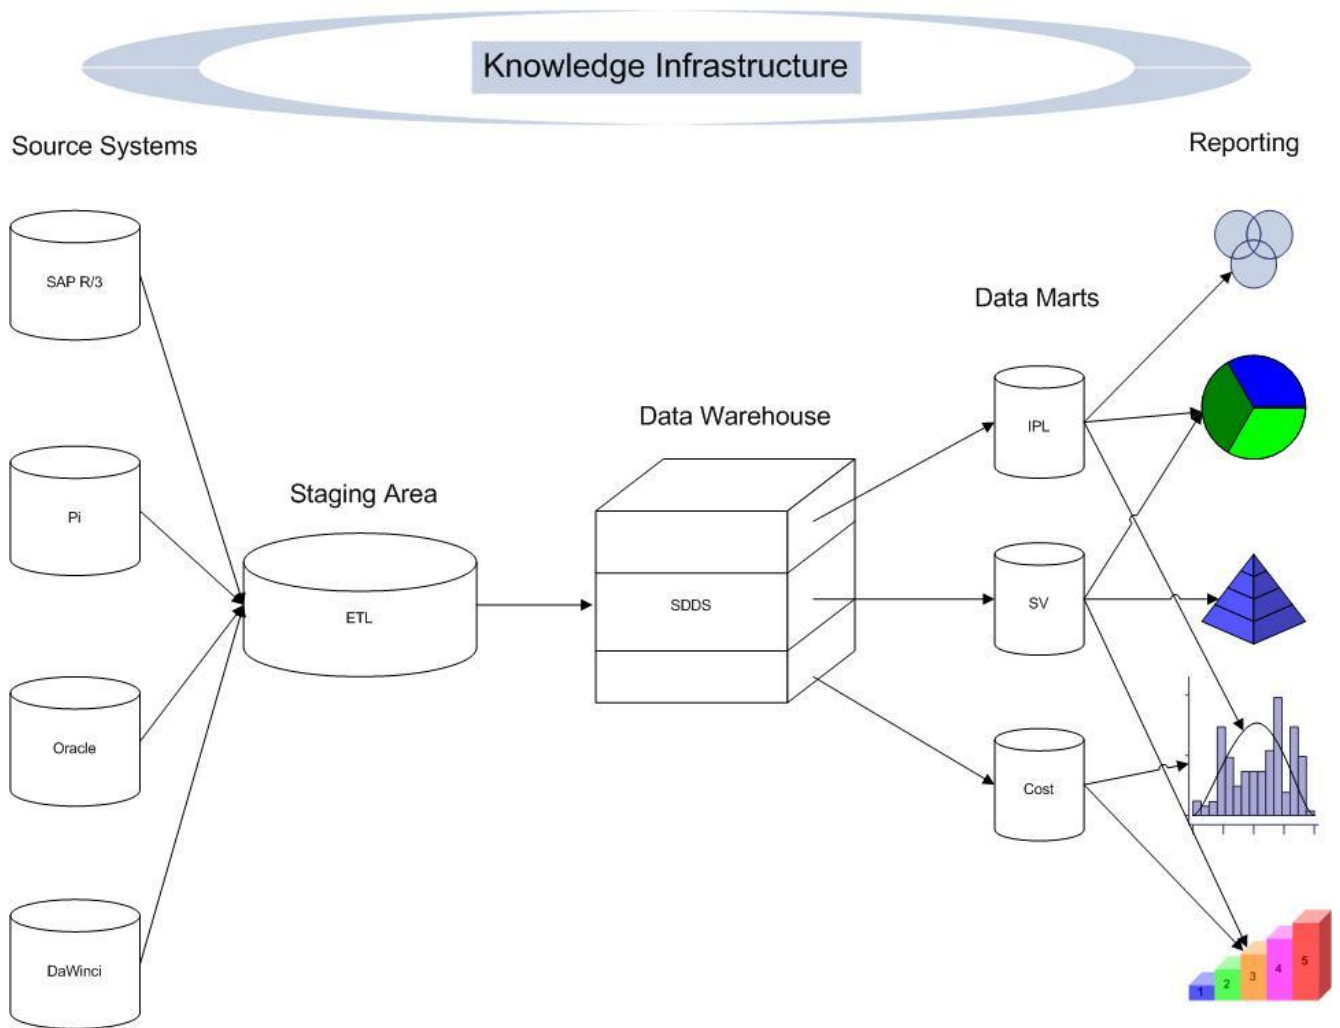 Knowledge Infrastructure
Source Systems
Reporting
SAP R/3
Data Marts
IPL
Data Warehouse
Staging Area
Pi
SDDS
SV
ETL
Oracle
Cost
DaWinci
1
2
3
4
5